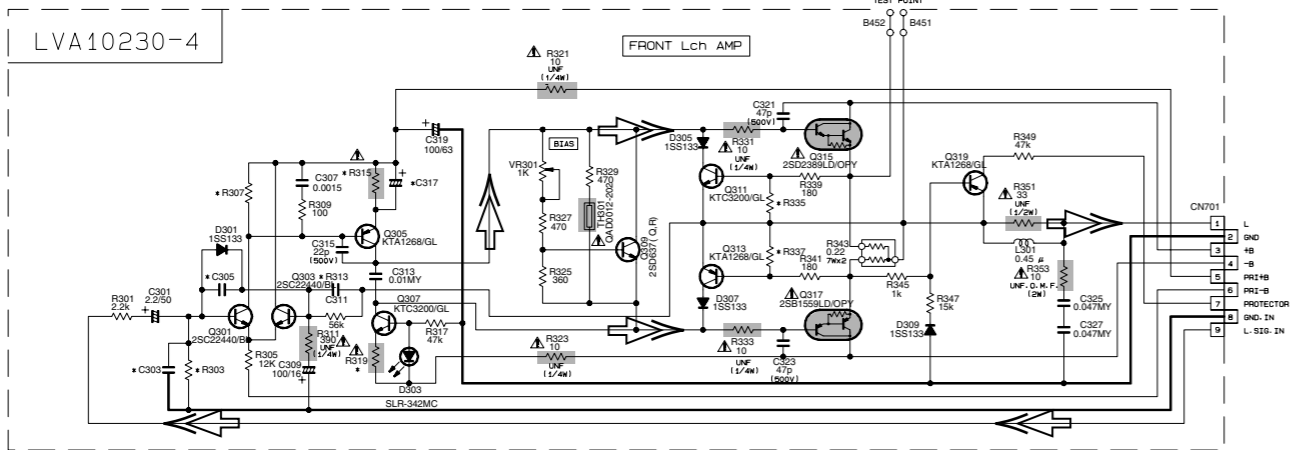 TEST POINT
B452 B451
LVA10230-4
FRONT Lch AMP
R321
10
UNF
(1/4W)
C319
100/63
C321
47p
(500V)
D305
1SS133
R331
10
UNF
(1/4W)
Q315
2SD2389LD/OPY
Q319
KTA1268/GL
R349
47k
BIAS
VR301
1K
R329
470
TH301
QAD0012-202Q
R327
470
R325
360
Q309
2SD637(Q,R)
Q311
KTC3200/GL
R339
180
*R335
R351
33
UNF
(1/2W)
CN701
C307
0.0015
*R315
*C317
*R307
R309
100
D301
1SS133
C315
22p
(500V)
Q305
KTA1268/GL
Q313
KTA1268/GL
*R337
R341
180
R343
0.22
7Wx2
L301
0.45 μ
R353
10
UNF.O.M.F.
(2W)
1 L
2 GND
3 +B
4 -B
5 PRI+B
6 PRI-B
7 PROTECTOR
8 GND.IN
9 L.SIG.IN
*C305
Q303
2SC22440/BL
*R313
C311
56k
C313
0.01MY
Q307
KTC3200/GL
D307
1SS133
Q317
2SB1559LD/OPY
R345
1k
R347
15k
D309
1SS133
C325
0.047MY
C327
0.047MY
R301
2.2k
C301
2.2/50
Q301
2SC22440/BL
R305
12K
R311
390
UNF
(1/4W)
C309
100/16
R319
*
R317
47k
D303
SLR-342MC
R323
10
UNF
(1/4W)
R333
10
UNF
(1/4W)
C323
47p
(500V)
*C303
*R303